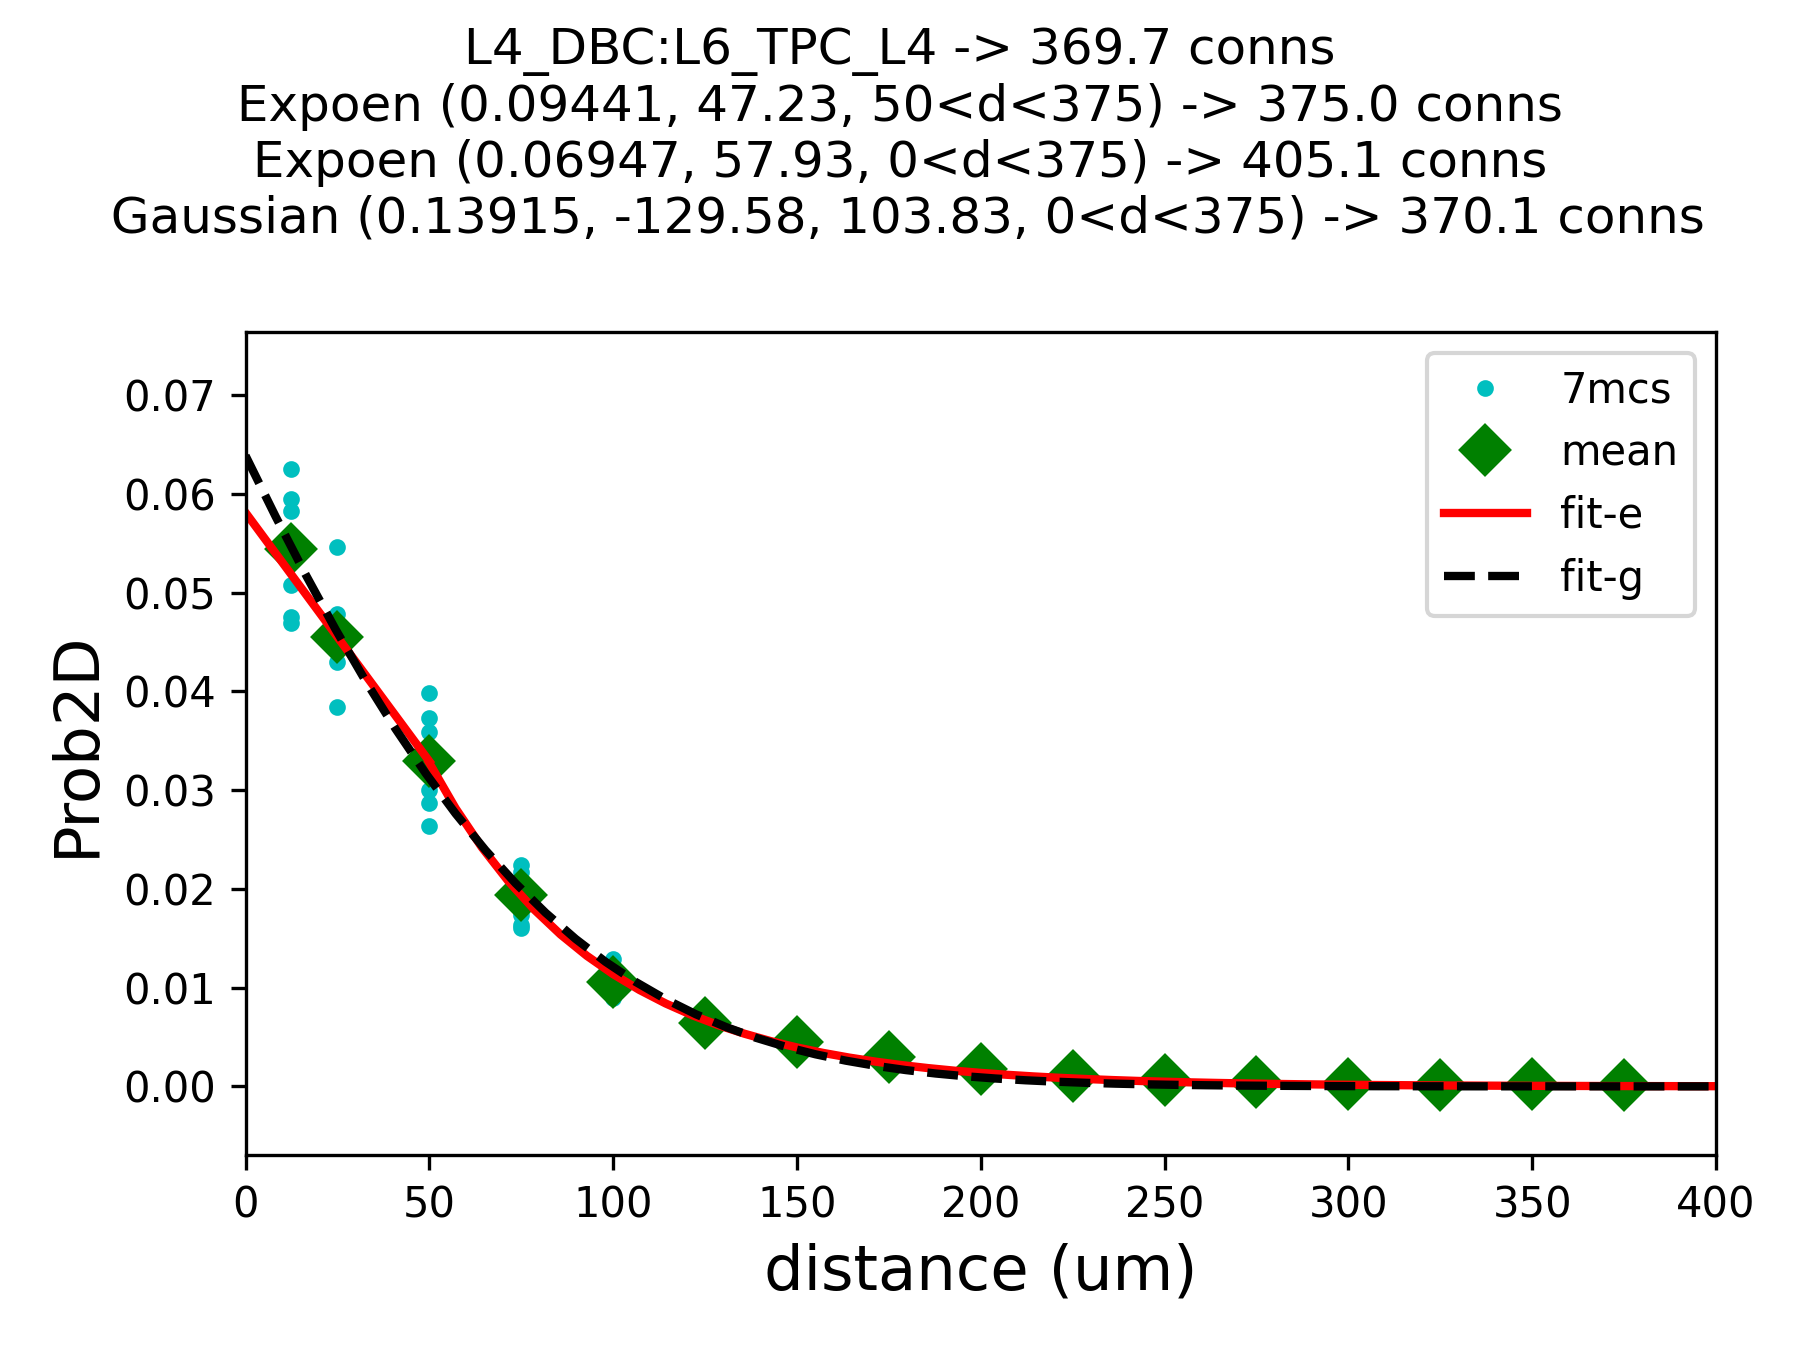 L4_DBC:L6_TPC_L4 -> 369.7 conns
Expoen (0.09441, 47.23, 50<d<375) -> 375.0 conns
Expoen (0.06947, 57.93, 0<d<375) -> 405.1 conns
Gaussian (0.13915, -129.58, 103.83, 0<d<375) -> 370.1 conns
7mcs
mean
fit-e
fit-g
Prob2D
0.07
0.06
0.05
0.04
0.03
0.02
0.01
0.00
0 50 100 150 200 250 300 350 400
distance (um)